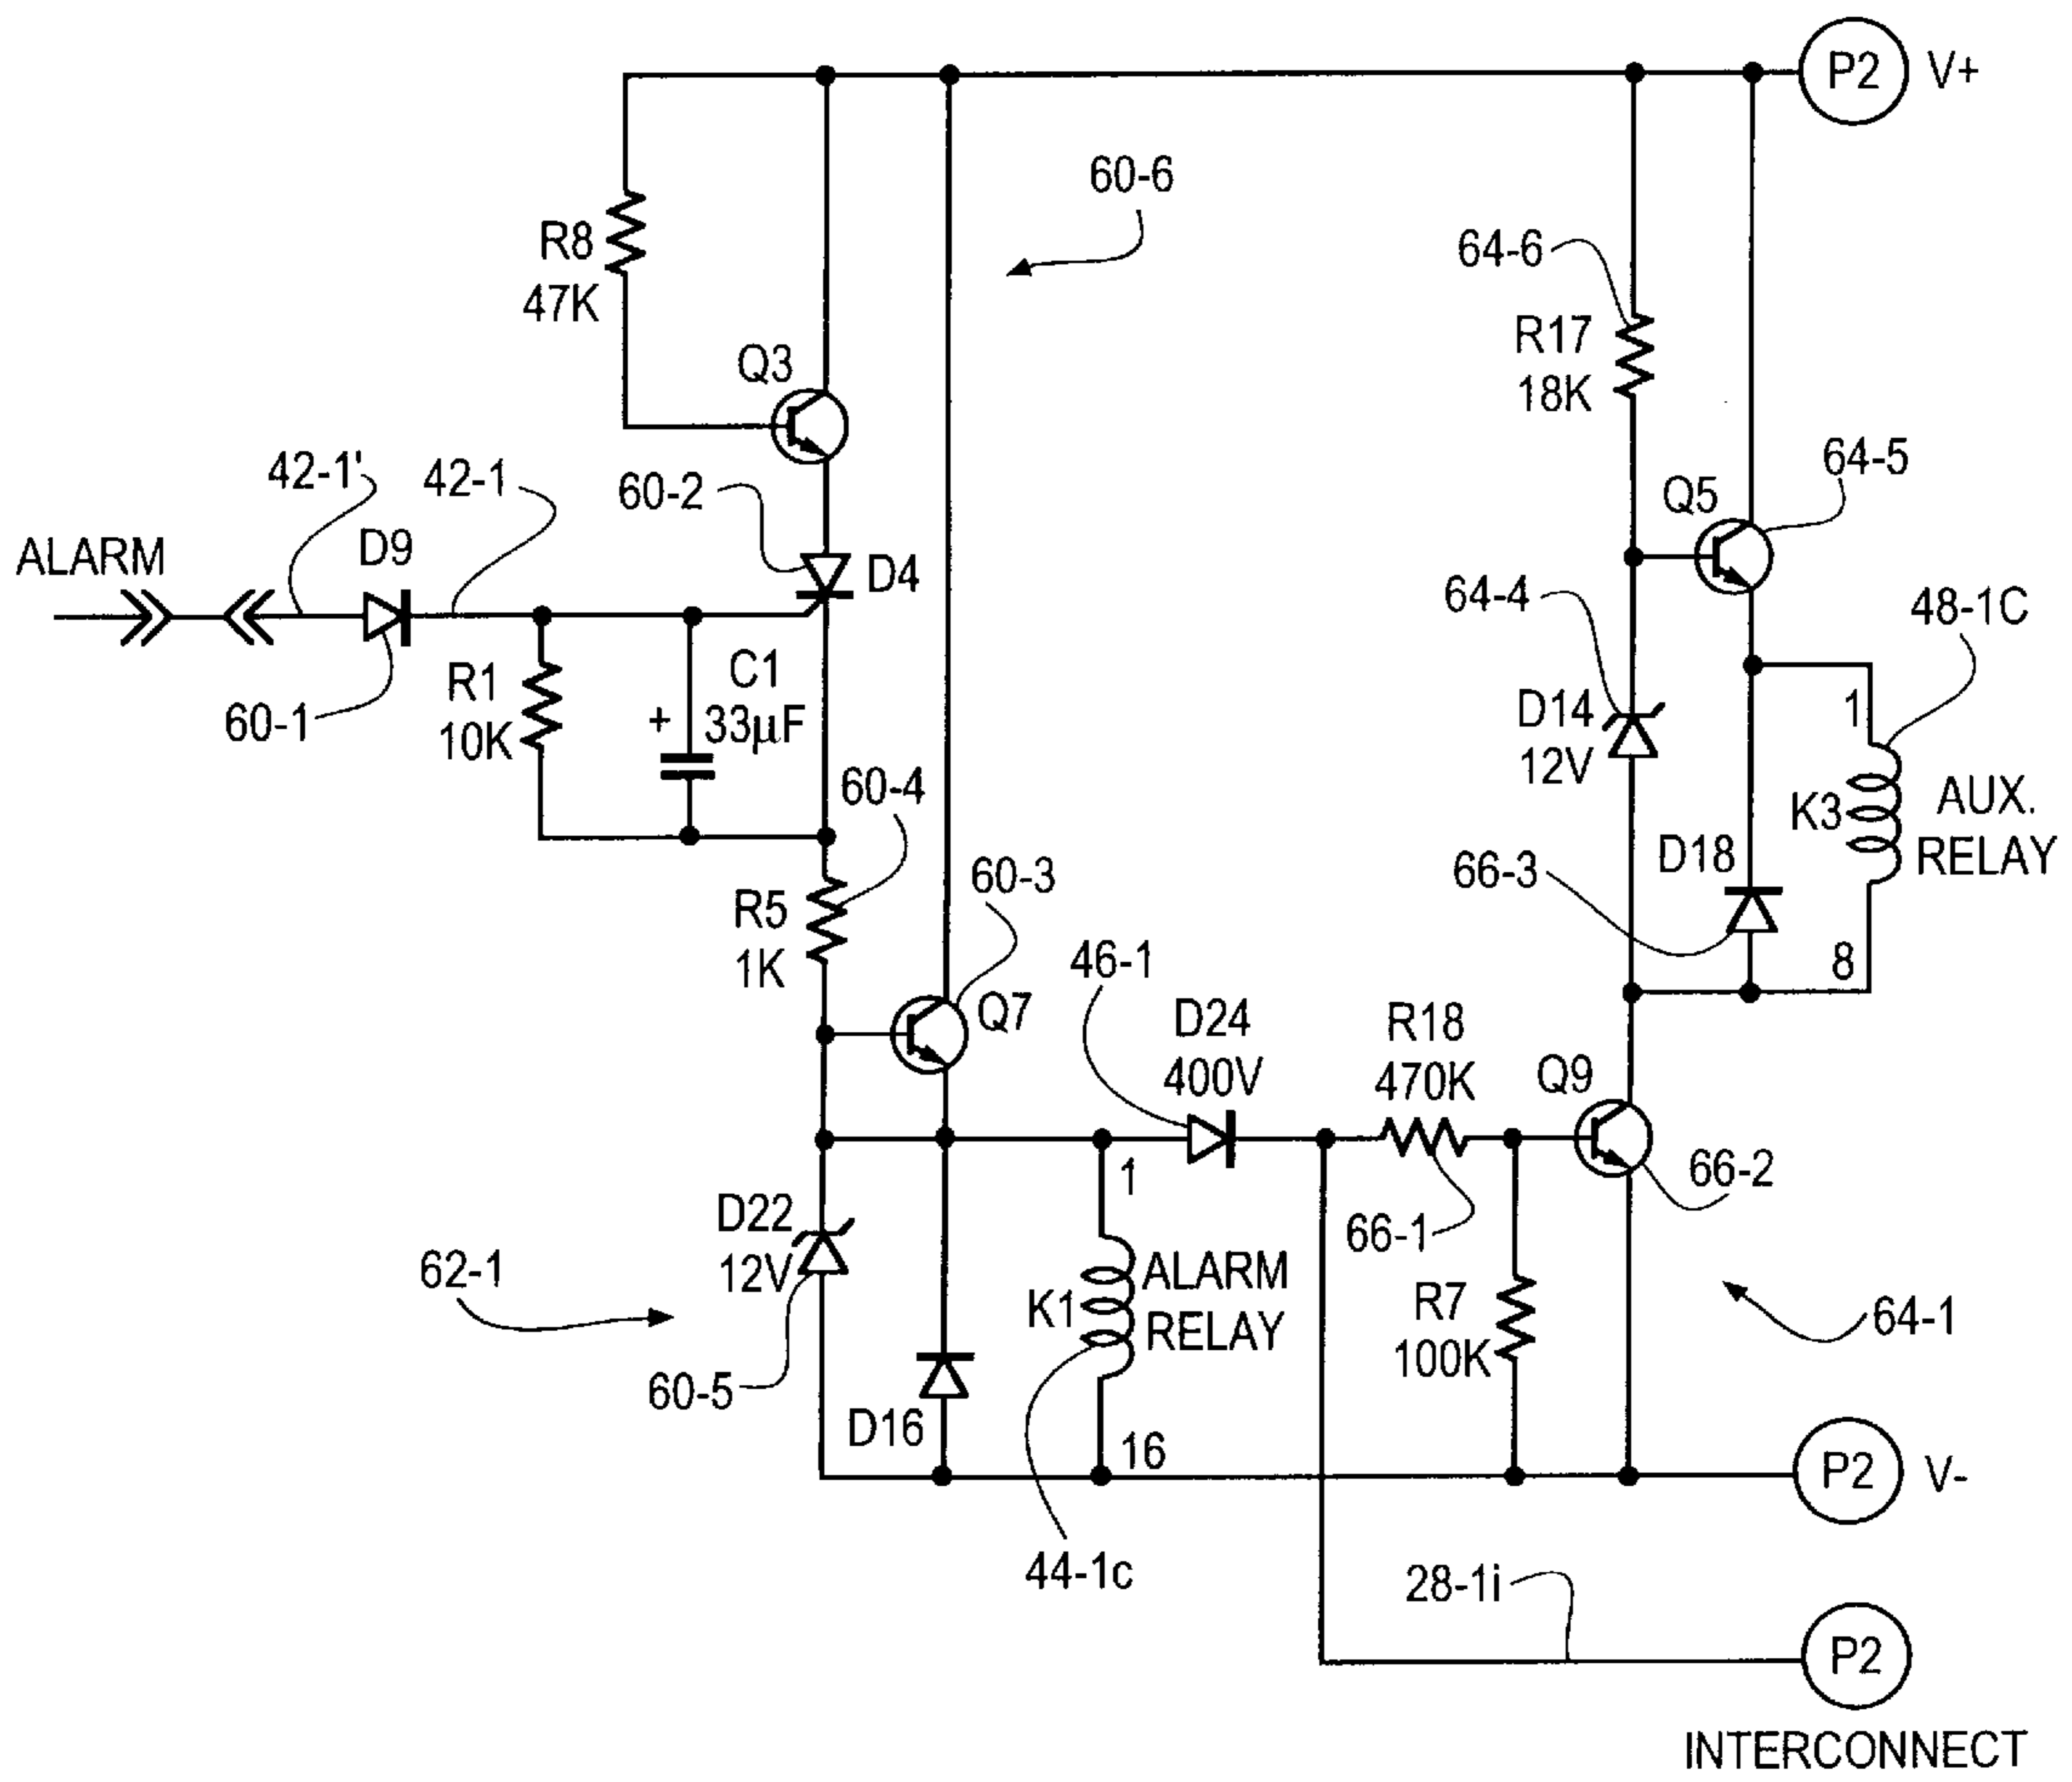 P2 V+
60-6
R8
47K
64-6
R17
18K
Q3
42-1'
42-1
60-2
Q5
64-5
ALARM
D9
D4
64-4
48-1C
60-1
R1
10K
C1
+ 33µF
60-4
D14
12V
1
K3
AUX.
RELAY
D18
66-3
8
R5
1K
60-3
Q7
46-1
D24
400V
R18
470K
Q9
66-2
66-1
1
D22
12V
62-1
60-5
K1
ALARM
RELAY
R7
100K
64-1
D16
16
P2 V-
44-1c
28-1i
P2
INTERCONNECT